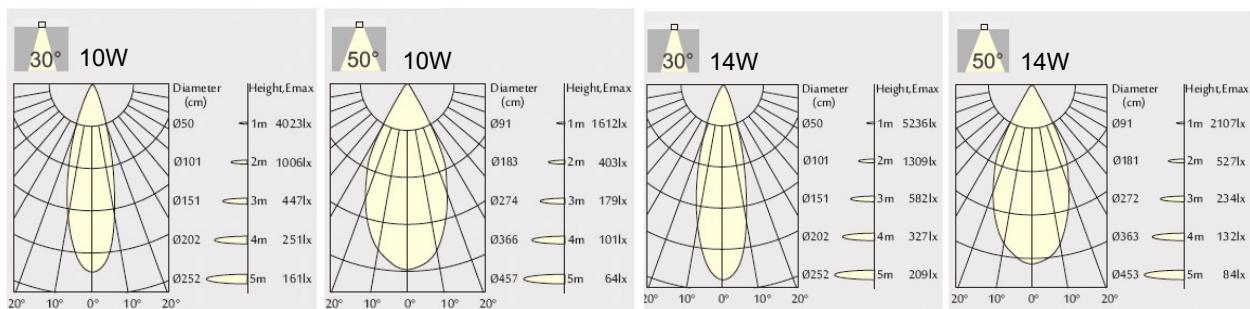 30° 10W
Diameter Height,Emax
(cm)
Ø50 1m 4023lx
Ø101 2m 1006lx
Ø151 3m 447lx
Ø202 4m 251lx
Ø252 5m 161lx
20° 10° 0° 10° 20°
50° 10W
Diameter Height,Emax
(cm)
Ø91 1m 1612lx
Ø183 2m 403lx
Ø274 3m 179lx
Ø366 4m 101lx
Ø457 5m 64lx
20° 10° 0° 10° 20°
30° 14W
Diameter Height,Emax
(cm)
Ø50 1m 5236lx
Ø101 2m 1309lx
Ø151 3m 582lx
Ø202 4m 327lx
Ø252 5m 209lx
20° 10° 0° 10° 20°
50° 14W
Diameter Height,Emax
(cm)
Ø91 1m 2107lx
Ø181 2m 527lx
Ø272 3m 234lx
Ø363 4m 132lx
Ø453 5m 84lx
20° 10° 0° 10° 20°